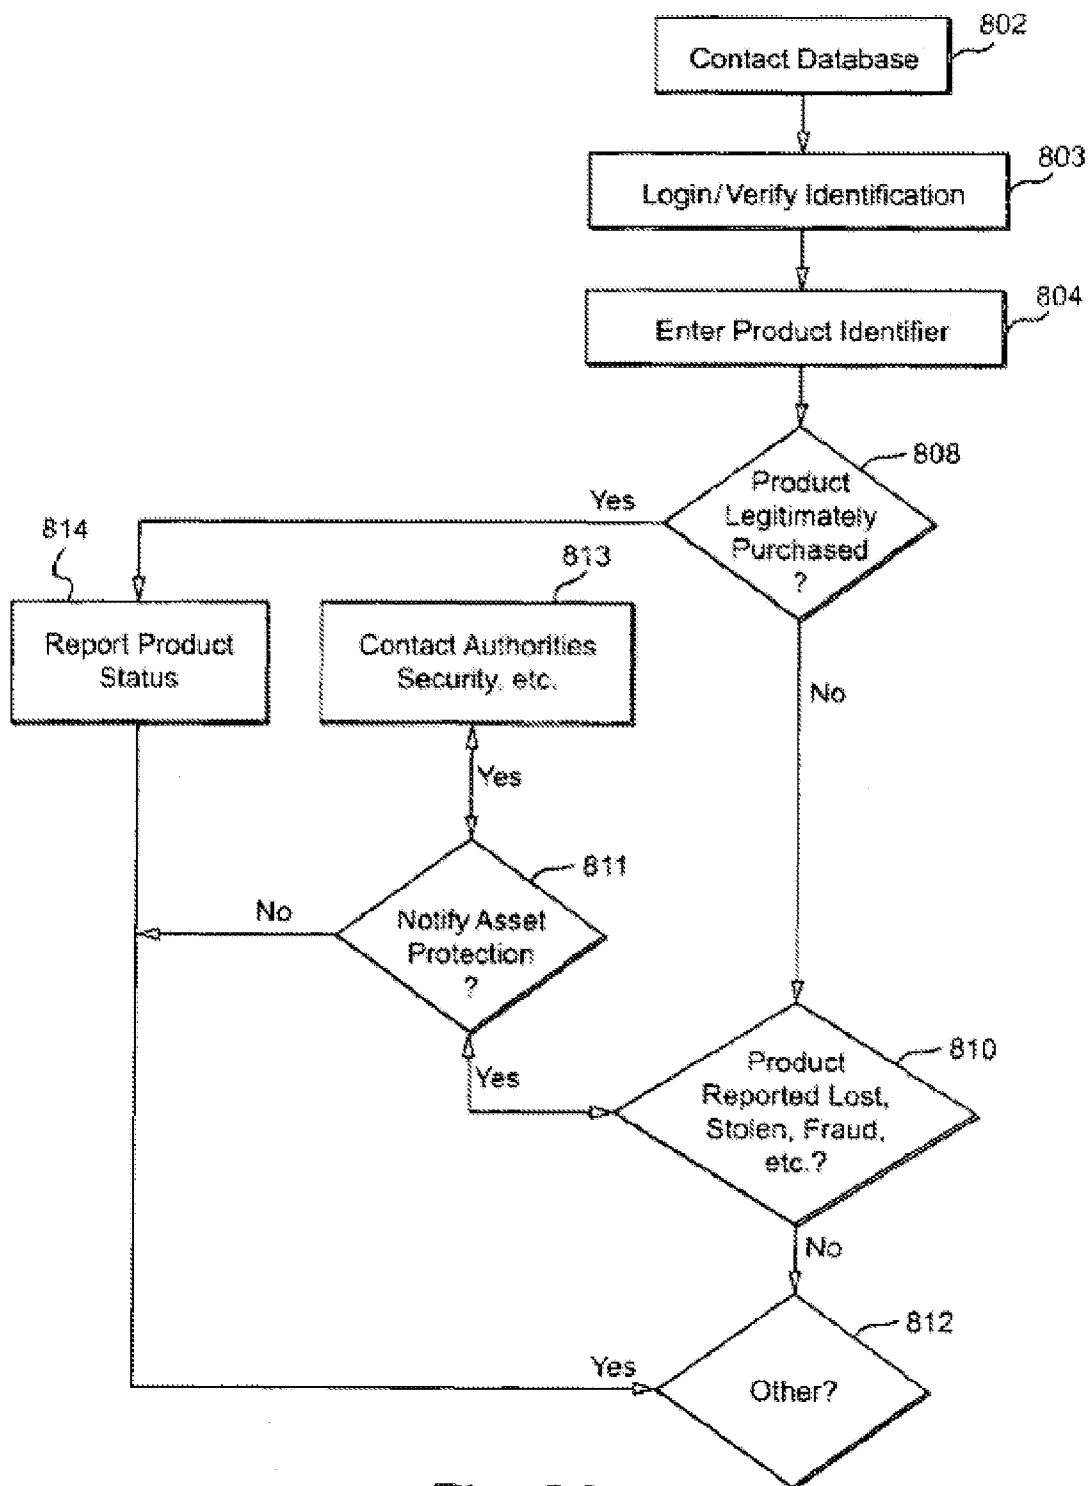 802
Contact Database
803
Login/Verify Identification
804
Enter Product Identifier
808
Product
Legitimately
Purchased
?
Yes
814
813
Report Product
Status
Contact Authorities
Security, etc.
No
Yes
811
Notify Asset
Protection
?
No
Yes
810
Product
Reported Lost,
Stolen, Fraud,
etc.?
No
812
Yes
Other?